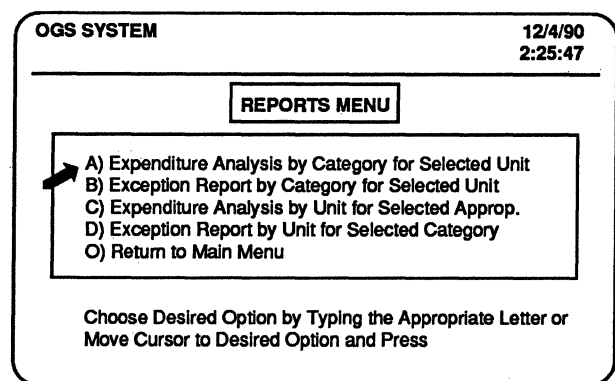 OGS SYSTEM
12/4/90
2:25:47
REPORTS MENU
A) Expenditure Analysis by Category for Selected Unit
B) Exception Report by Category for Selected Unit
C) Expenditure Analysis by Unit for Selected Approp.
D) Exception Report by Unit for Selected Category
O) Return to Main Menu
Choose Desired Option by Typing the Appropriate Letter or
Move Cursor to Desired Option and Press